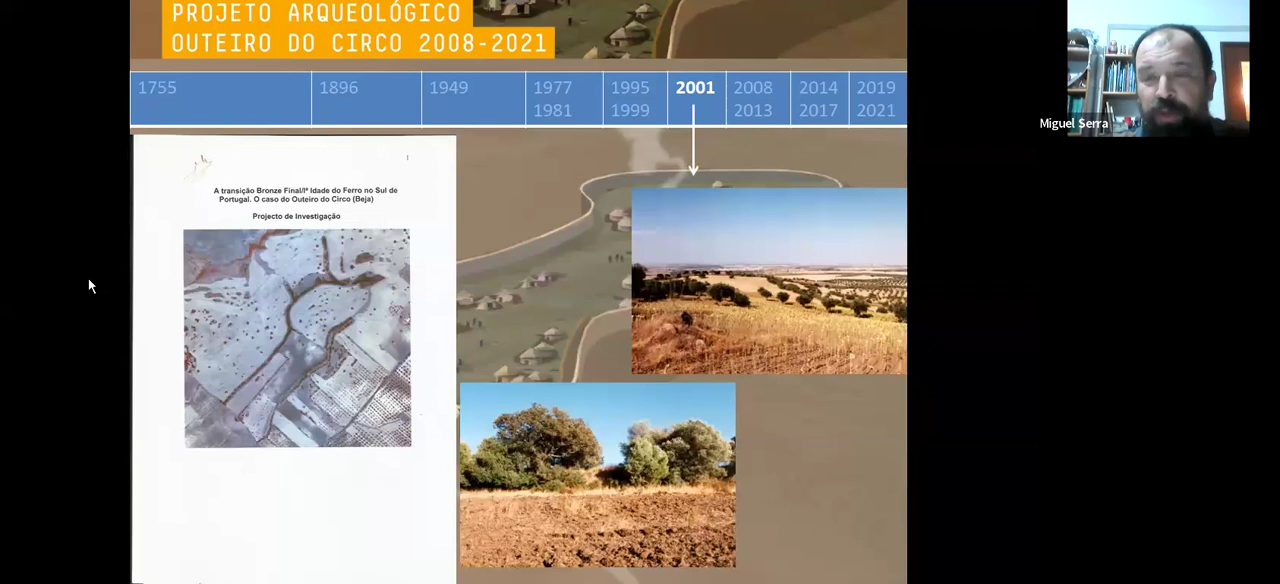 PROJETO ARQUEOLÓGICO
OUTEIRO DO CIRCO 2008-2021
1755
1896
1949
1977
1981
1995
1999
2001
2008
2013
2014
2017
2019
2021
1
A transição Bronze Final/Iª Idade do Ferro no Sul de
Portugal. O caso do Outeiro do Circo (Beja)
Projecto de Investigação
Miguel Serra